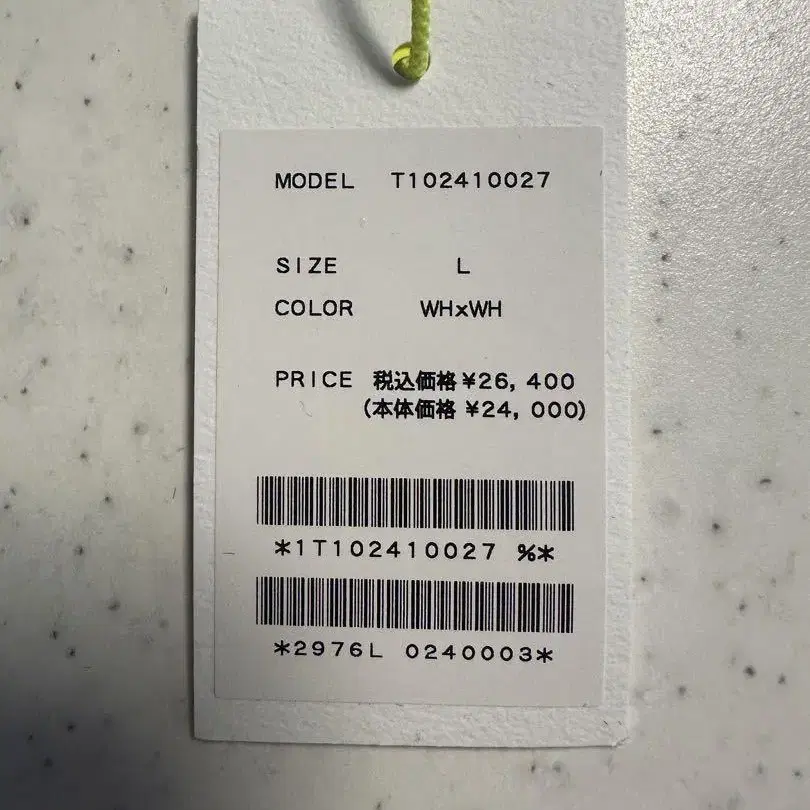 MODEL T102410027
SIZE L
COLOR WHxWH
PRICE 税込価格 ¥26, 400
(本体価格 ¥24, 000)
*1T102410027 %*
*2976L 0240003*